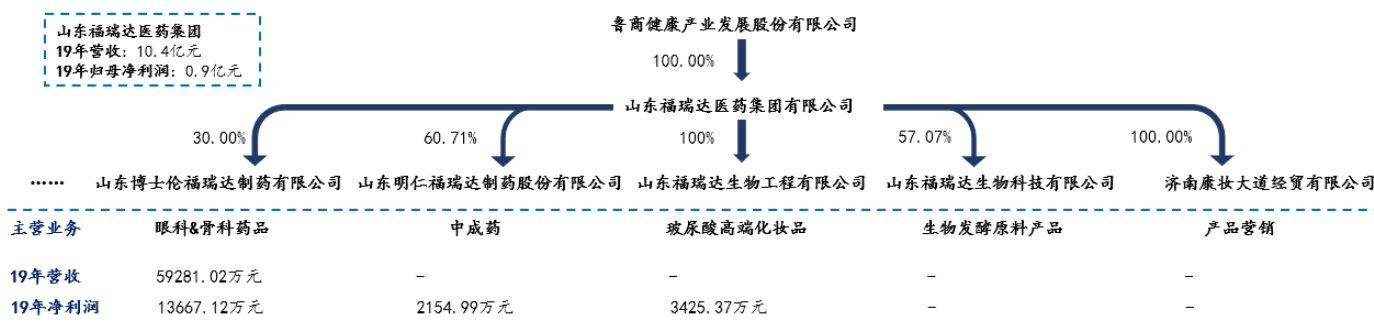 鲁商健康产业发展股份有限公司
山东福瑞达医药集团
19年营收：10.4亿元
19年归母净利润：0.9亿元
100.00%
山东福瑞达医药集团有限公司
30.00% 60.71% 100% 57.07% 100.00%
…… 山东博士伦福瑞达制药有限公司 山东明仁福瑞达制药股份有限公司 山东福瑞达生物工程有限公司 山东福瑞达生物科技有限公司 济南康妆大道经贸有限公司
主营业务 眼科&骨科药品 中成药 玻尿酸高端化妆品 生物发酵原料产品 产品营销
19年营收 59281.02万元 - - - -
19年净利润 13667.12万元 2154.99万元 3425.37万元 - -